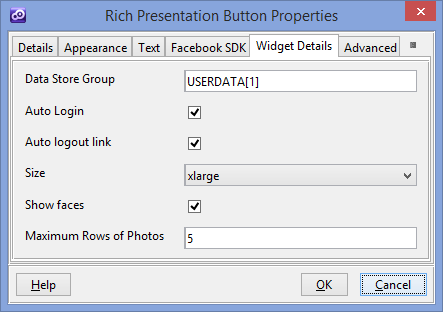 Rich Presentation Button Properties
Details Appearance Text Facebook SDK Widget Details Advanced
Data Store Group USERDATA[1]
Auto Login
Auto logout link
Size xlarge
Show faces
Maximum Rows of Photos 5
Help OK Cancel